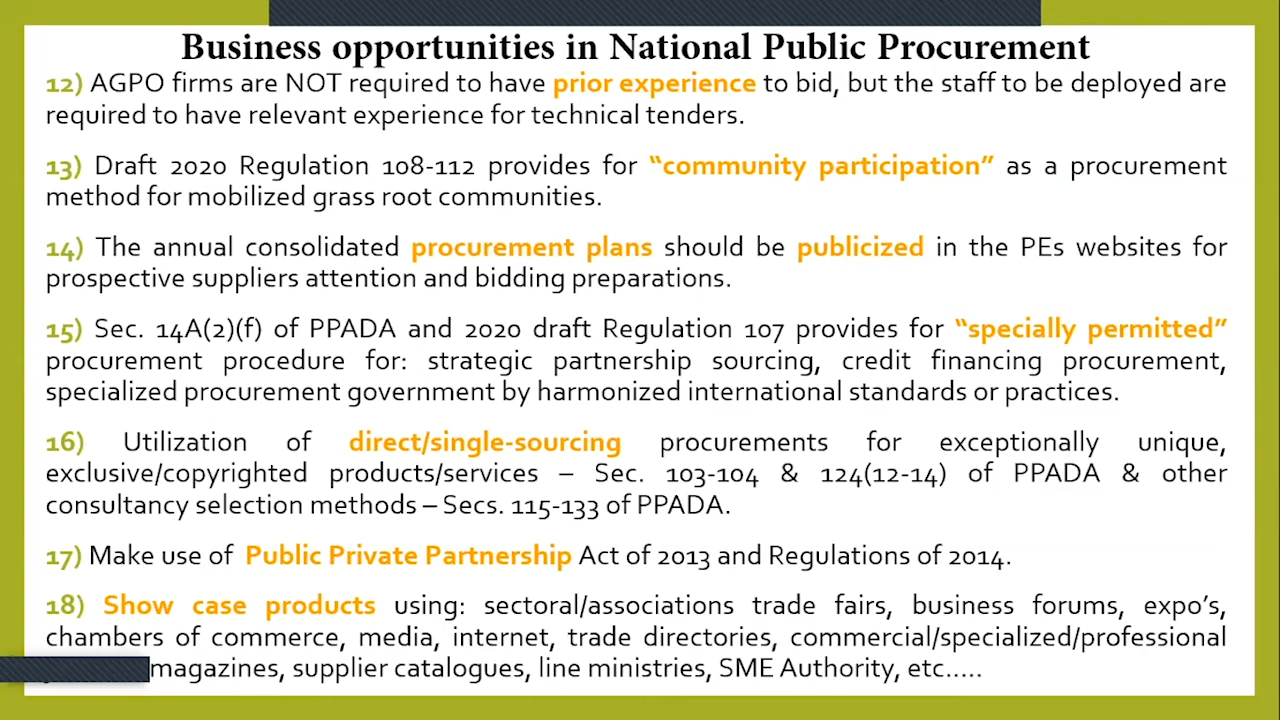 Business opportunities in National Public Procurement
12) AGPO firms are NOT required to have prior experience to bid, but the staff to be deployed are
required to have relevant experience for technical tenders.
13) Draft 2020 Regulation 108-112 provides for “community participation” as a procurement
method for mobilized grass root communities.
14) The annual consolidated procurement plans should be publicized in the PEs websites for
prospective suppliers attention and bidding preparations.
15) Sec. 14A(2)(f) of PPADA and 2020 draft Regulation 107 provides for “specially permitted”
procurement procedure for: strategic partnership sourcing, credit financing procurement,
specialized procurement government by harmonized international standards or practices.
16) Utilization of direct/single-sourcing procurements for exceptionally unique,
exclusive/copyrighted products/services – Sec. 103-104 & 124(12-14) of PPADA & other
consultancy selection methods – Secs. 115-133 of PPADA.
17) Make use of Public Private Partnership Act of 2013 and Regulations of 2014.
18) Show case products using: sectoral/associations trade fairs, business forums, expo’s,
chambers of commerce, media, internet, trade directories, commercial/specialized/professional
magazines, supplier catalogues, line ministries, SME Authority, etc.....